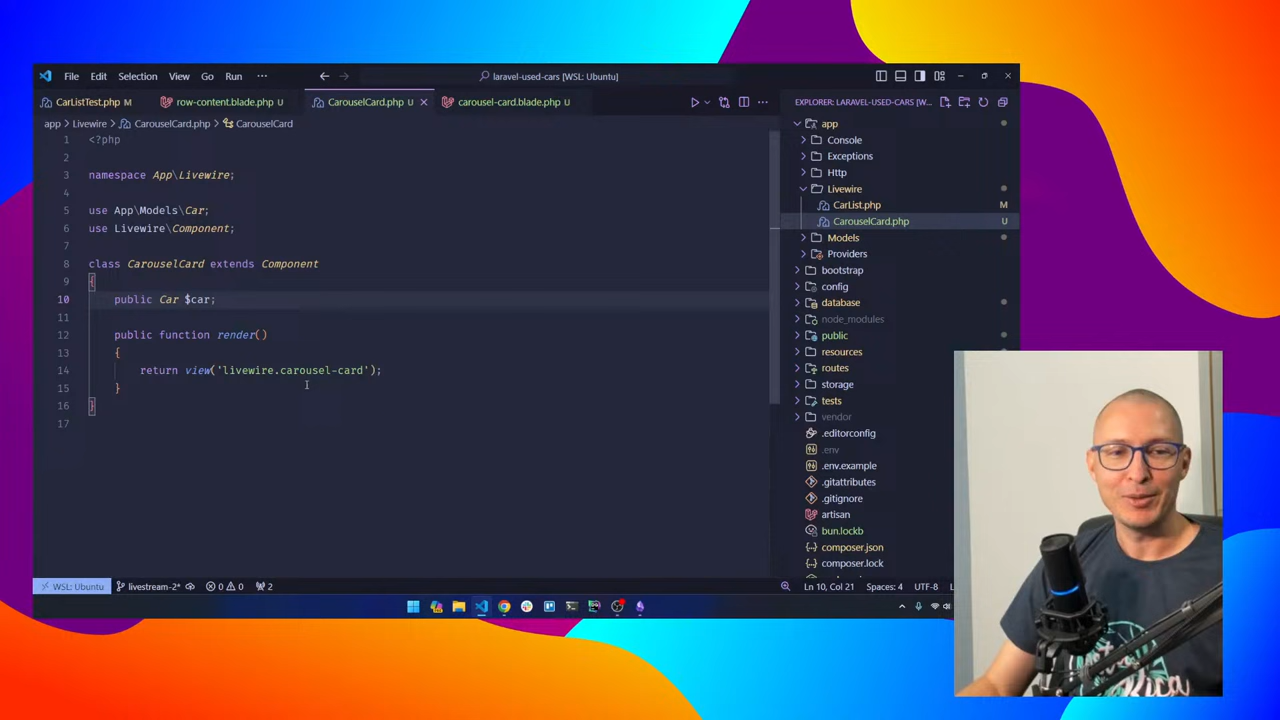 File Edit Selection View Go Run ··· laravel-used-cars [WSL: Ubuntu]
CarListTest.php M row-content.blade.php U CarouselCard.php U carousel-card.blade.php U
app > Livewire > CarouselCard.php > CarouselCard
1 <?php
2
3 namespace App\Livewire;
4
5 use App\Models\Car;
6 use Livewire\Component;
7
8 class CarouselCard extends Component
9 {
10 public Car $car;
11
12 public function render()
13 {
14 return view('livewire.carousel-card');
15 }
16 }
17
EXPLORER: LARAVEL-USED-CARS [W...
app
Console
Exceptions
Http
Livewire
CarList.php M
CarouselCard.php U
Models
Providers
bootstrap
config
database
node_modules
public
resources
routes
storage
tests
vendor
.editorconfig
.env
.env.example
.gitattributes
.gitignore
artisan
bun.lockb
composer.json
composer.lock
WSL: Ubuntu livestream-2* 0 0 2 Ln 10, Col 21 Spaces: 4 UTF-8